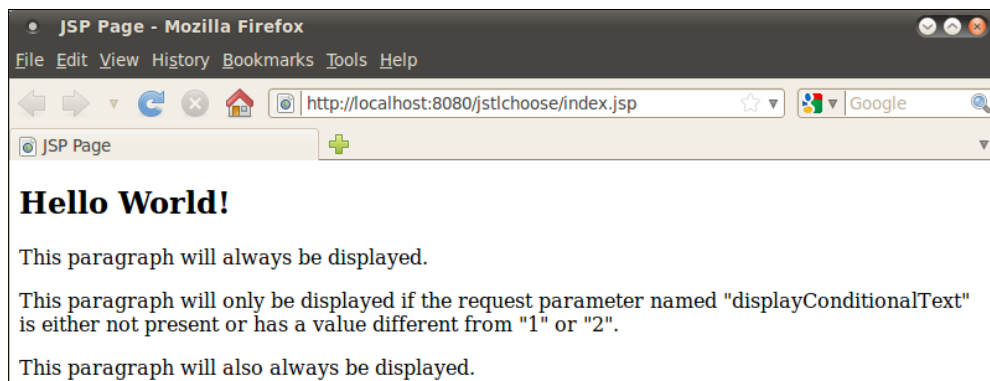 JSP Page - Mozilla Firefox
File Edit View History Bookmarks Tools Help
http://localhost:8080/jstlchoose/index.jsp
Google
JSP Page
Hello World!
This paragraph will always be displayed.
This paragraph will only be displayed if the request parameter named "displayConditionalText"
is either not present or has a value different from "1" or "2".
This paragraph will also always be displayed.